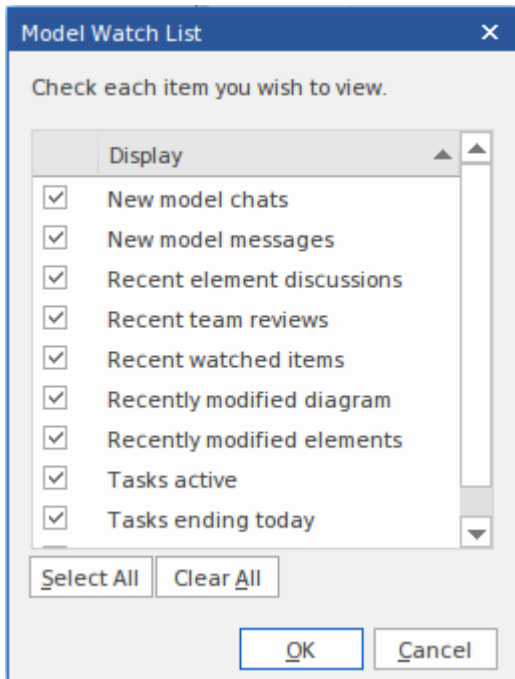 Model Watch List
Check each item you wish to view.
Display
New model chats
New model messages
Recent element discussions
Recent team reviews
Recent watched items
Recently modified diagram
Recently modified elements
Tasks active
Tasks ending today
Select All Clear All
OK Cancel